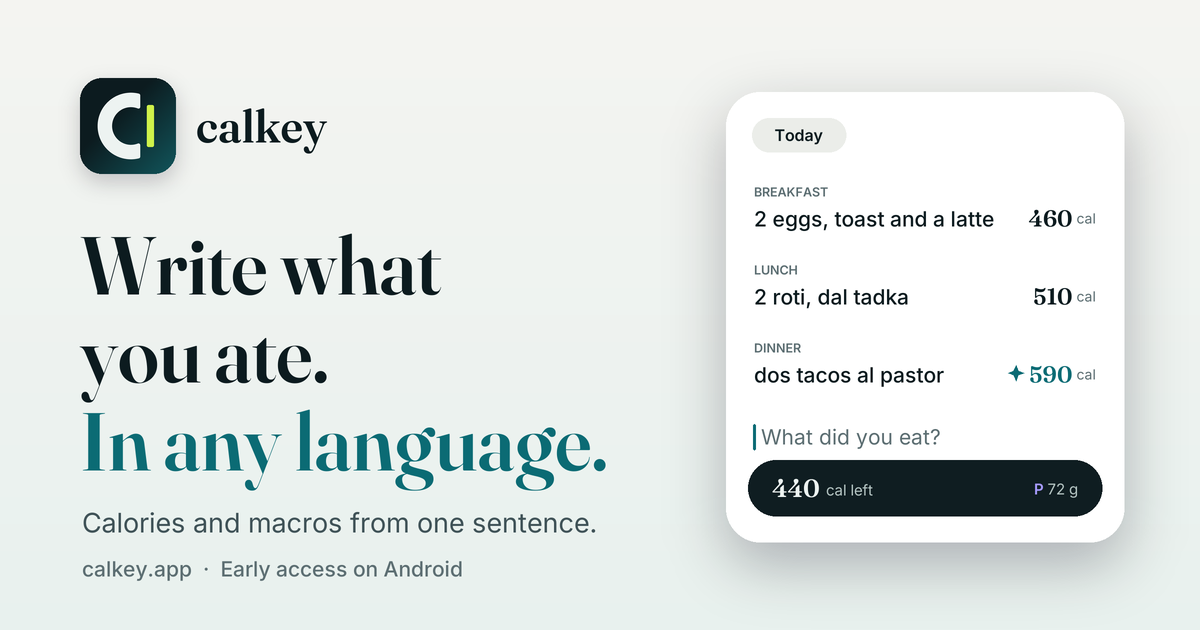 calkey
Write what
you ate.
In any language.
Calories and macros from one sentence.
calkey.app · Early access on Android
Today
BREAKFAST
2 eggs, toast and a latte 460 cal
LUNCH
2 roti, dal tadka 510 cal
DINNER
dos tacos al pastor 590 cal
What did you eat?
440 cal left P 72 g